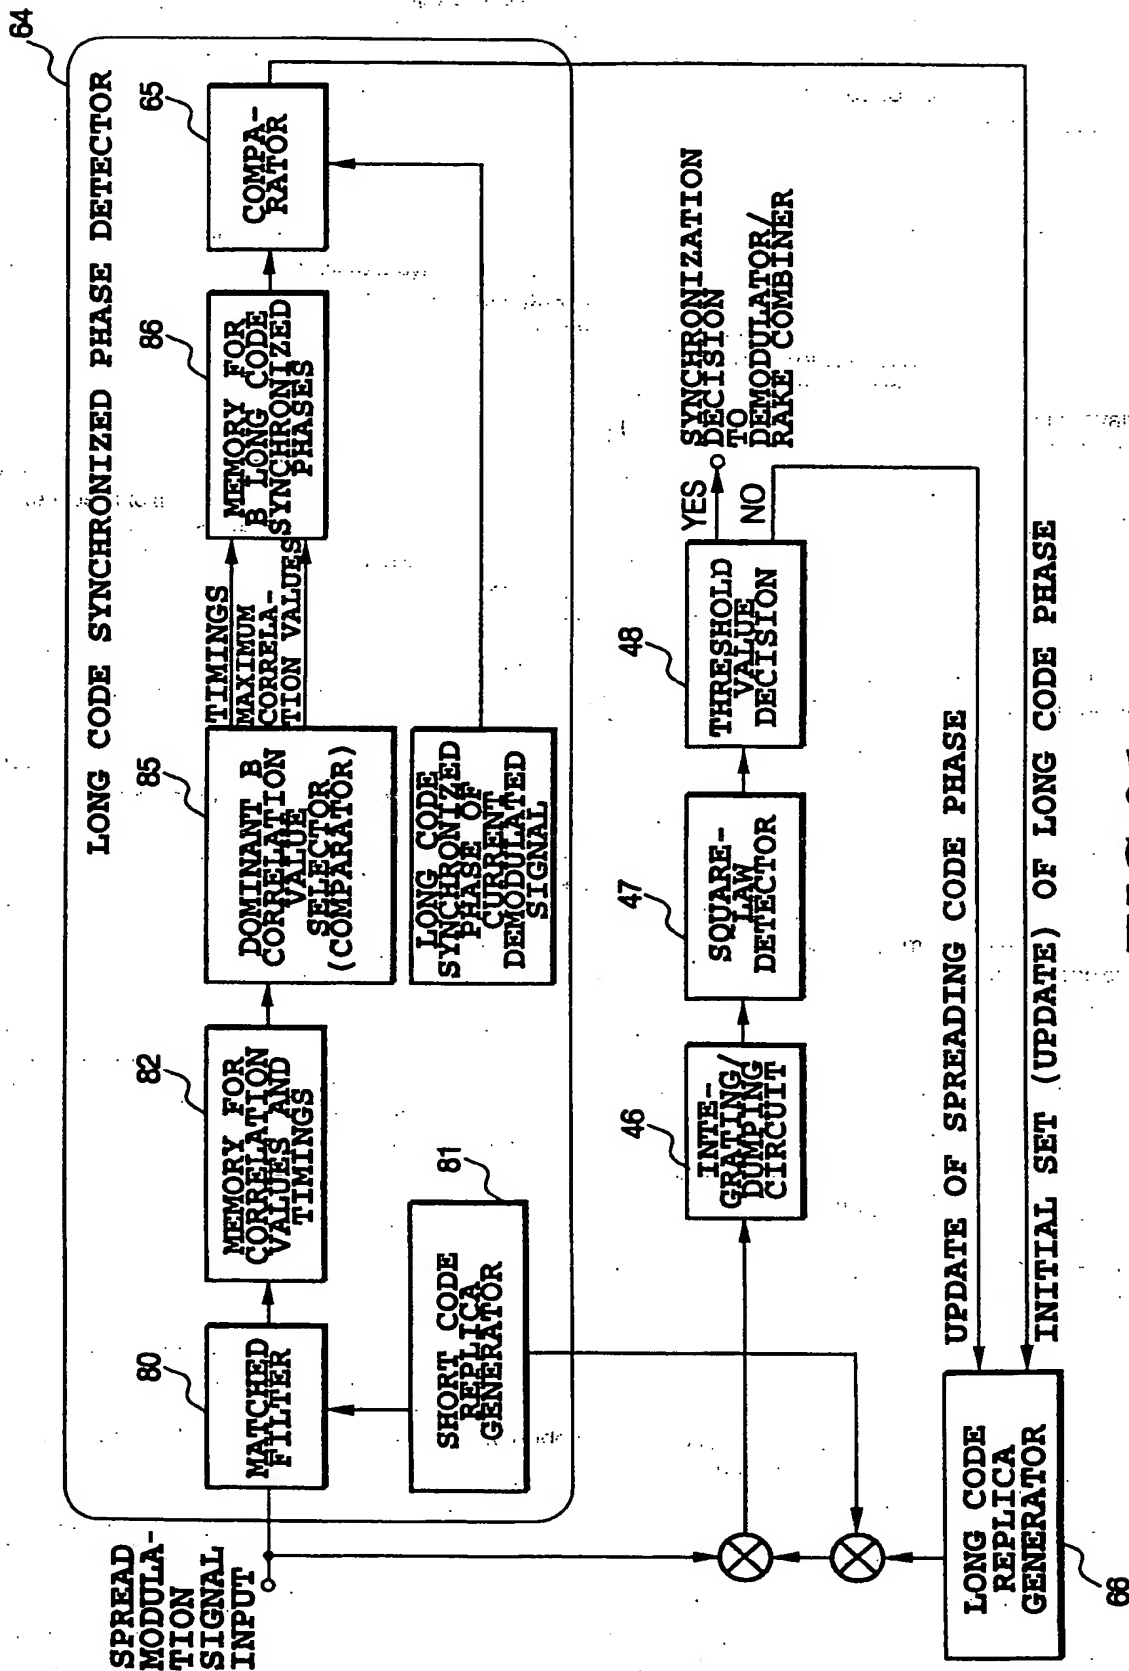 64
LONG CODE SYNCHRONIZED PHASE DETECTOR
SPREAD
MODULA-
TION
SIGNAL
INPUT
80
MATCHED
FILTER
82
MEMORY FOR
CORRELATION
VALUES AND
TIMINGS
85
DOMINANT B
CORRELATION
VALUE
SELECTOR
(COMPARATOR)
TIMINGS
MAXIMUM
CORRELA-
TION VALUES
86
MEMORY FOR
B LONG CODE
SYNCHRONIZED
PHASES
65
COMPA-
RATOR
81
SHORT CODE
REPLICA
GENERATOR
LONG CODE
SYNCHRONIZED
PHASE OF
CURRENT
DEMODULATED
SIGNAL
46
INTE-
GRATING/
DUMPING
CIRCUIT
47
SQUARE-
LAW
DETECTOR
48
THRESHOLD
VALUE
DECISION
YES
NO
SYNCHRONIZATION
DECISION
TO
DEMODULATOR/
RAKE COMBINER
UPDATE OF SPREADING CODE PHASE
INITIAL SET (UPDATE) OF LONG CODE PHASE
LONG CODE
REPLICA
GENERATOR
66